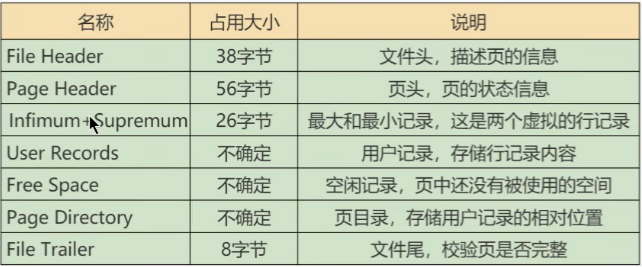 名称 占用大小 说明
File Header 38字节 文件头，描述页的信息
Page Header 56字节 页头，页的状态信息
Infimum+Supremum 26字节 最大和最小记录，这是两个虚拟的行记录
User Records 不确定 用户记录，存储行记录内容
Free Space 不确定 空闲记录，页中还没有被使用的空间
Page Directory 不确定 页目录，存储用户记录的相对位置
File Trailer 8字节 文件尾，校验页是否完整